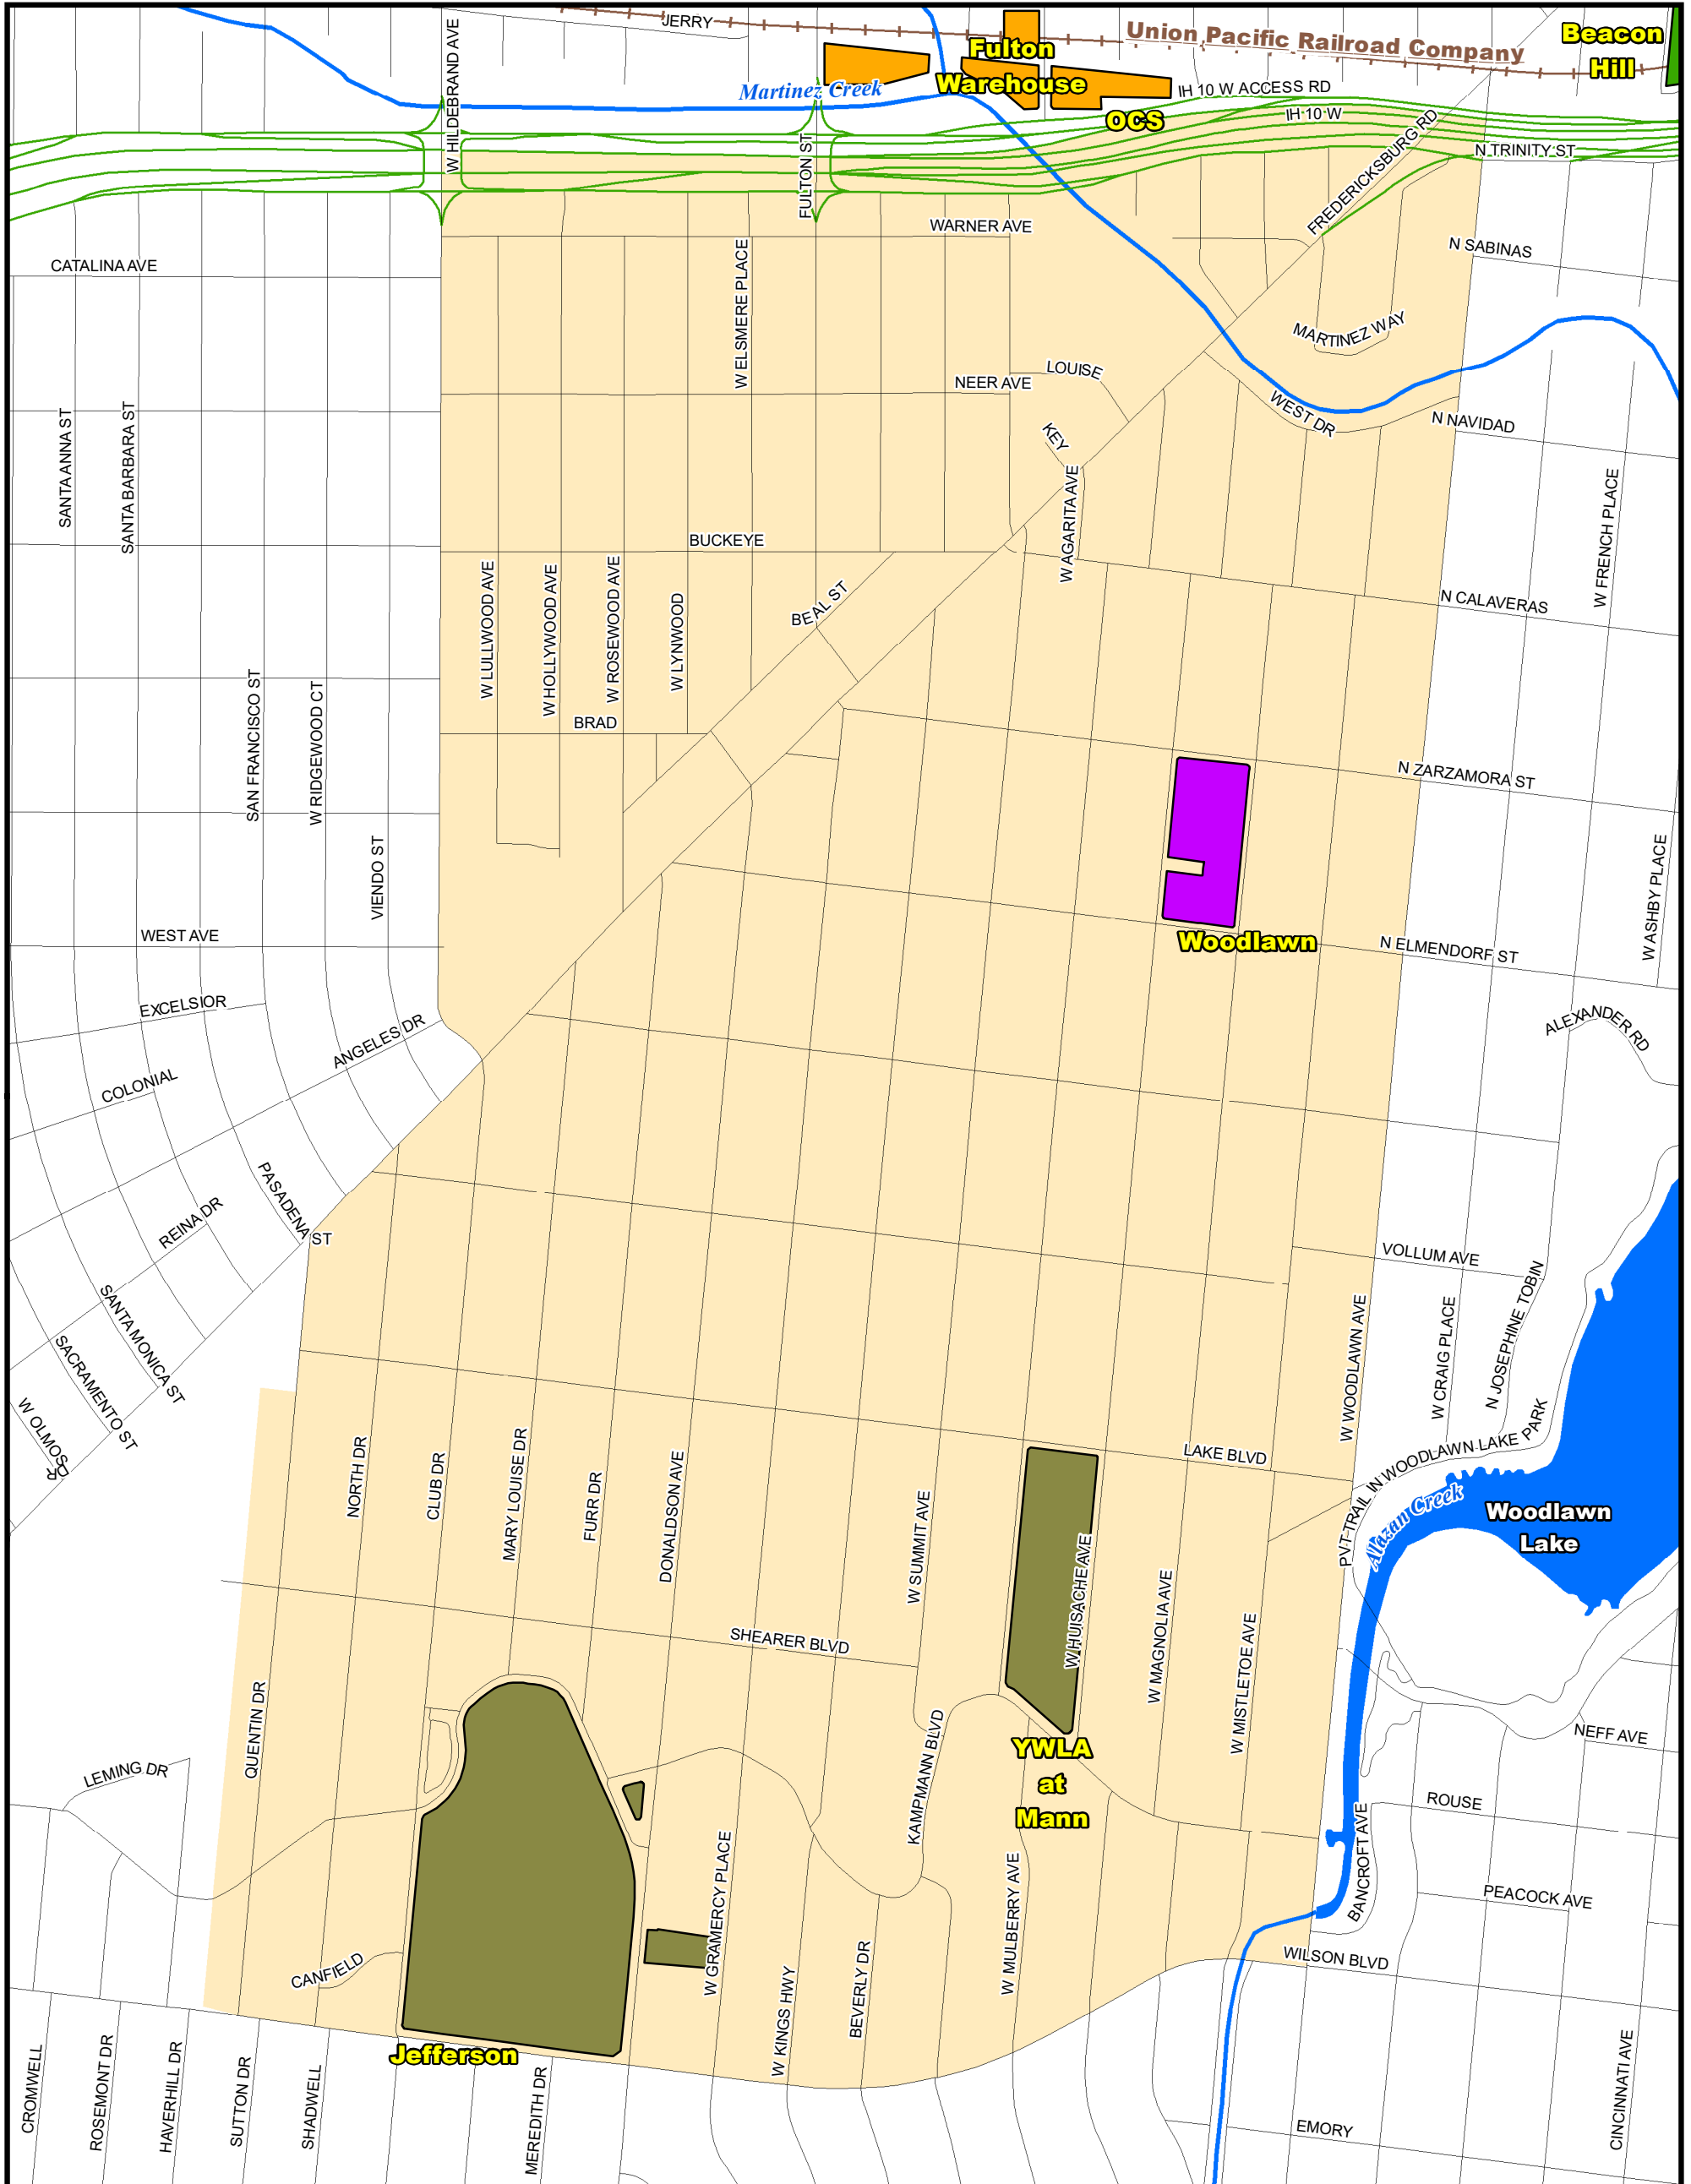 JERRY
Union Pacific Railroad Company
Beacon
Hill
Fulton
Warehouse
Martinez Creek
OCS
IH 10 W ACCESS RD
IH 10 W
W HILDEBRAND AVE
FULTON ST
FREDERICKSBURG RD
N TRINITY ST
WARNER AVE
N SABINAS
CATALINA AVE
W ELSMERE PLACE
MARTINEZ WAY
LOUISE
NEER AVE
WEST DR
N NAVIDAD
KEY
SANTA ANNA ST
SANTA BARBARA ST
W AGARITA AVE
W FRENCH PLACE
BUCKEYE
W LULLWOOD AVE
W HOLLYWOOD AVE
W ROSEWOOD AVE
W LYNWOOD
BEAL ST
N CALAVERAS
SAN FRANCISCO ST
W RIDGEWOOD CT
BRAD
N ZARZAMORA ST
VIENDO ST
W ASHBY PLACE
WEST AVE
Woodlawn
N ELMENDORF ST
EXCELSIOR
ANGELES DR
ALEXANDER RD
COLONIAL
PASADENA ST
REINA DR
VOLLUM AVE
SANTA MONICA ST
SACRAMENTO ST
W OLMOS DR
W WOODLAWN AVE
W CRAIG PLACE
N JOSEPHINE TOBIN
NORTH DR
CLUB DR
MARY LOUISE DR
FURR DR
DONALDSON AVE
W SUMMIT AVE
LAKE BLVD
PVT TRAIL IN WOODLAWN LAKE PARK
Alazan Creek
Woodlawn
Lake
W HUISACHE AVE
W MAGNOLIA AVE
W MISTLETOE AVE
SHEARER BLVD
QUENTIN DR
KAMPMANN BLVD
YWLA
at
Mann
NEFF AVE
LEMING DR
ROUSE
BANCROFT AVE
W GRAMERCY PLACE
W MULBERRY AVE
PEACOCK AVE
CANFIELD
BEVERLY DR
W KINGS HWY
WILSON BLVD
Jefferson
CROMWELL
ROSEMONT DR
HAVERHILL DR
SUTTON DR
SHADWELL
MEREDITH DR
EMORY
CINCINNATI AVE